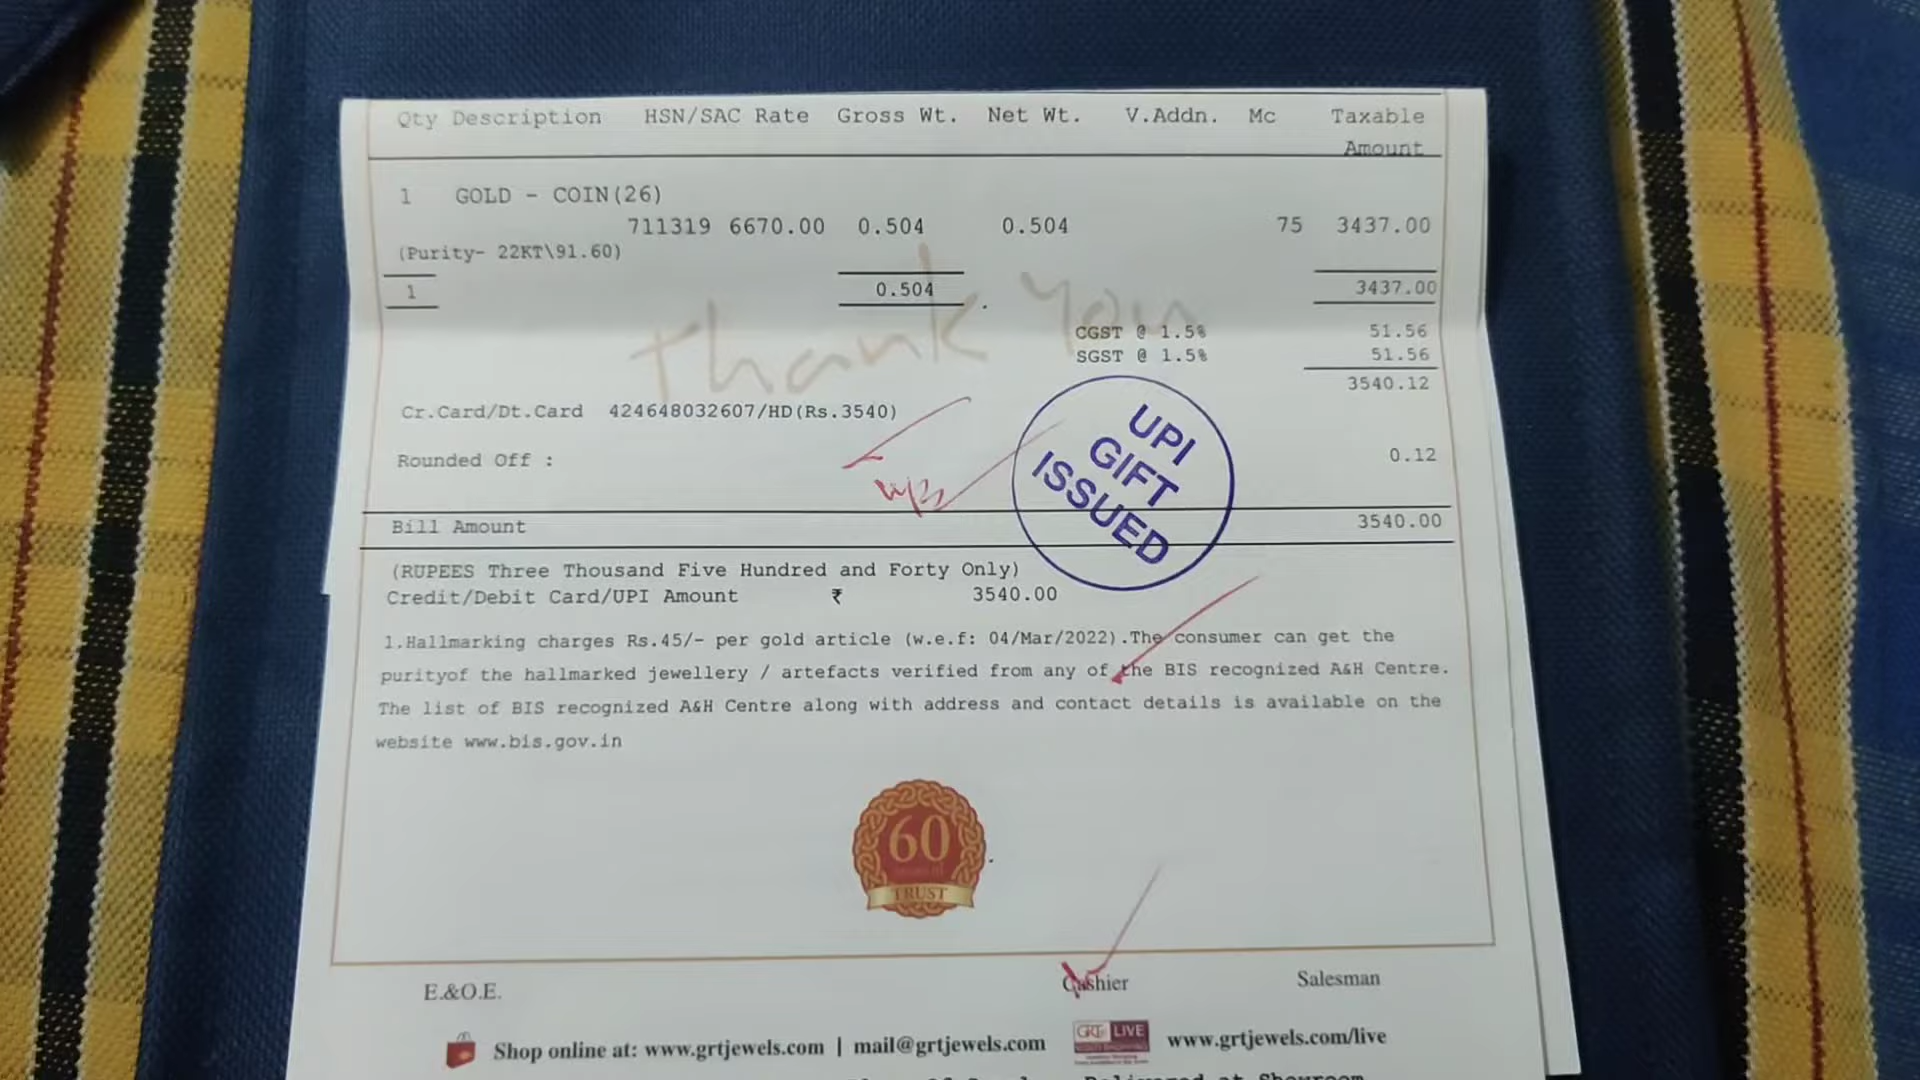 Qty Description HSN/SAC Rate Gross Wt. Net Wt. V.Addn. Mc Taxable
Amount
1 GOLD - COIN(26)
711319 6670.00 0.504 0.504 75 3437.00
(Purity- 22KT\91.60)
1 0.504 3437.00
Thank You
CGST @ 1.5% 51.56
SGST @ 1.5% 51.56
3540.12
Cr.Card/Dt.Card 424648032607/HD(Rs.3540)
Rounded Off : 0.12
UPI
GIFT
ISSUED
Bill Amount 3540.00
(RUPEES Three Thousand Five Hundred and Forty Only)
Credit/Debit Card/UPI Amount ₹ 3540.00
1.Hallmarking charges Rs.45/- per gold article (w.e.f: 04/Mar/2022).The consumer can get the
purityof the hallmarked jewellery / artefacts verified from any of the BIS recognized A&H Centre.
The list of BIS recognized A&H Centre along with address and contact details is available on the
website www.bis.gov.in
60
TRUST
E.&O.E. Cashier Salesman
Shop online at: www.grtjewels.com | mail@grtjewels.com GRT LIVE www.grtjewels.com/live
Delivered at Showroom